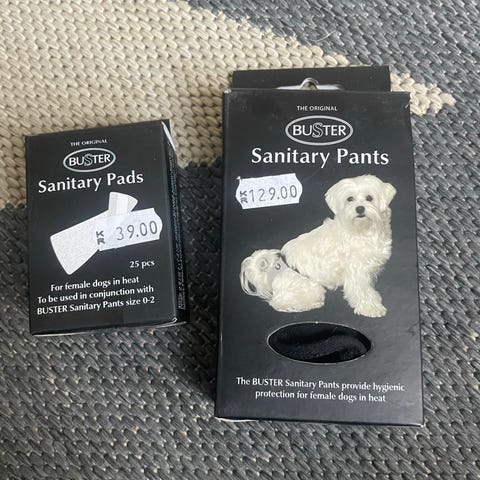 THE ORIGINAL
BUSTER
Sanitary Pads
KR 39.00
25 pcs
For female dogs in heat
To be used in conjunction with
BUSTER Sanitary Pants size 0-2
THE ORIGINAL
BUSTER
Sanitary Pants
KR 129.00
The BUSTER Sanitary Pants provide hygienic
protection for female dogs in heat